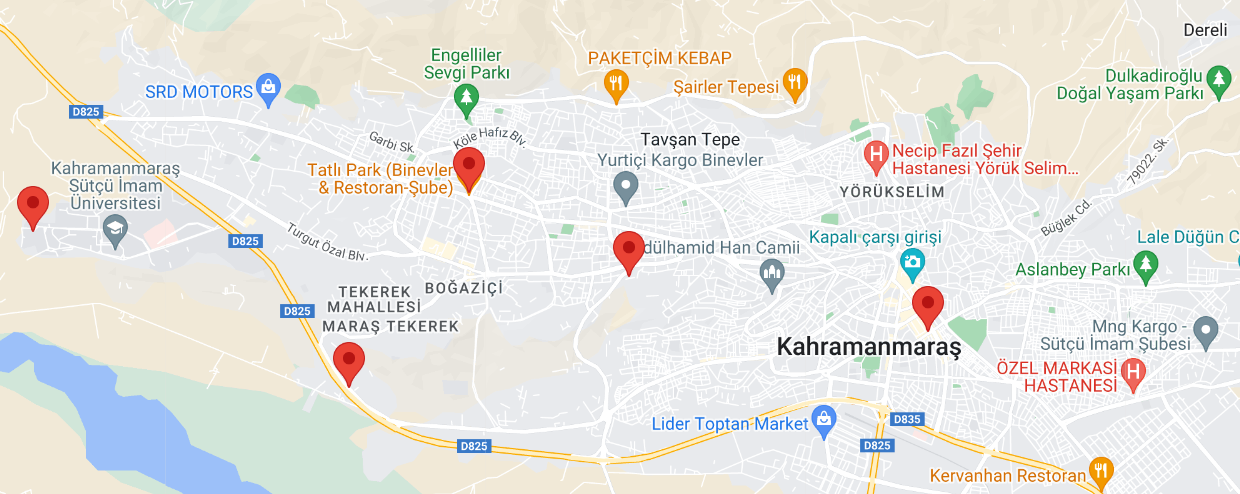 Dereli
Engelliler
Sevgi Parkı
PAKETÇİM KEBAP
Şairler Tepesi
Dulkadiroğlu
Doğal Yaşam Parkı
SRD MOTORS
D825
Garbi Sk.
Köle Hafız Blv.
Tavşan Tepe
Yurtiçi Kargo Binevler
Necip Fazıl Şehir
Hastanesi Yörük Selim...
79022. Sk.
YÖRÜKSELİM
Tatlı Park (Binevler
& Restoran-Şube)
Kahramanmaraş
Sütçü İmam
Üniversitesi
Büğlek Cd.
D825
Turgut Özal Blv.
dülhamid Han Camii
Kapalı çarşı girişi
Lale Düğün
Aslanbey Parkı
BOĞAZİÇİ
TEKEREK
MAHALLESİ
MARAŞ TEKEREK
D825
Kahramanmaraş
Mng Kargo -
Sütçü İmam Şubesi
ÖZEL MARKASİ
HASTANESİ
Lider Toptan Market
D835
D825
D825
Kervanhan Restoran